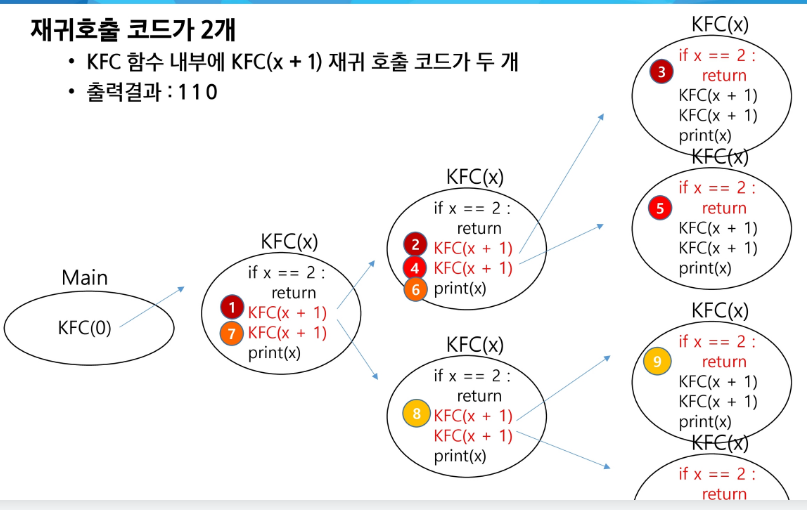 재귀호출 코드가 2개
• KFC 함수 내부에 KFC(x + 1) 재귀 호출 코드가 두 개
• 출력결과 : 1 1 0
Main
KFC(0)
KFC(x)
if x == 2 :
return
1 KFC(x + 1)
7 KFC(x + 1)
print(x)
KFC(x)
if x == 2 :
return
2 KFC(x + 1)
4 KFC(x + 1)
6 print(x)
KFC(x)
if x == 2 :
return
8 KFC(x + 1)
KFC(x + 1)
print(x)
KFC(x)
if x == 2 :
3 return
KFC(x + 1)
KFC(x + 1)
print(x)
KFC(x)
if x == 2 :
5 return
KFC(x + 1)
KFC(x + 1)
print(x)
KFC(x)
if x == 2 :
9 return
KFC(x + 1)
KFC(x + 1)
print(x)
KFC(x)
if x == 2 :
return